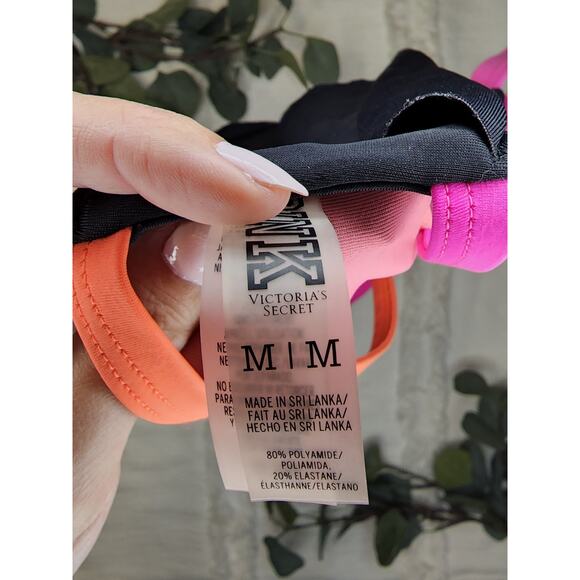 PINK
VICTORIA'S
SECRET
M | M
MADE IN SRI LANKA/
FAIT AU SRI LANKA/
HECHO EN SRI LANKA
80% POLYAMIDE/
POLIAMIDA,
20% ELASTANE/
ÉLASTHANNE/ELASTANO